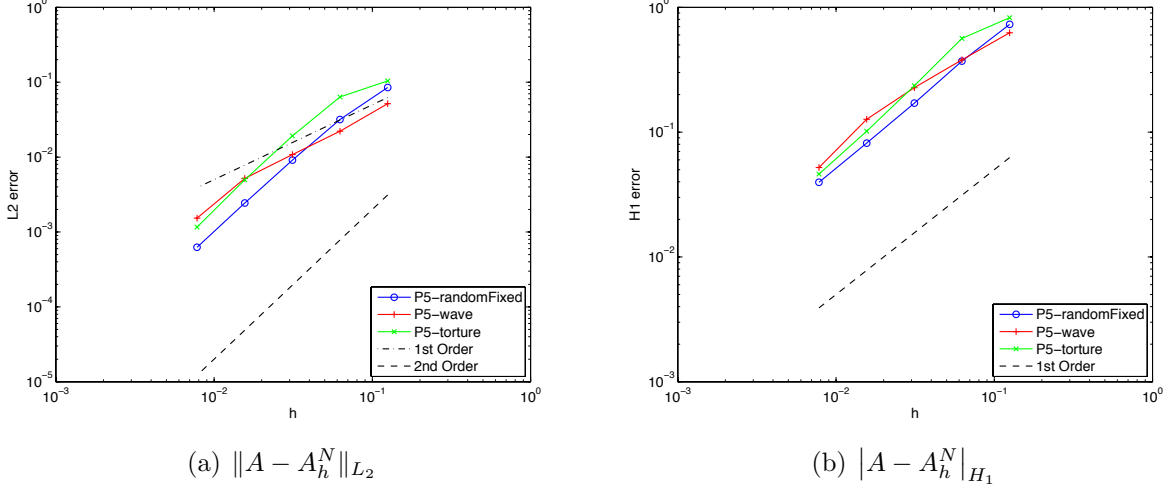 10^0
10^-1
10^-2
10^-3
10^-4
10^-5
L2 error
10^-3
10^-2
10^-1
10^0
h
P5-randomFixed
P5-wave
P5-torture
1st Order
2nd Order
(a) ‖A − A_h^N‖_{L_2}
10^0
10^-1
10^-2
10^-3
H1 error
10^-3
10^-2
10^-1
10^0
h
P5-randomFixed
P5-wave
P5-torture
1st Order
(b) |A − A_h^N|_{H_1}